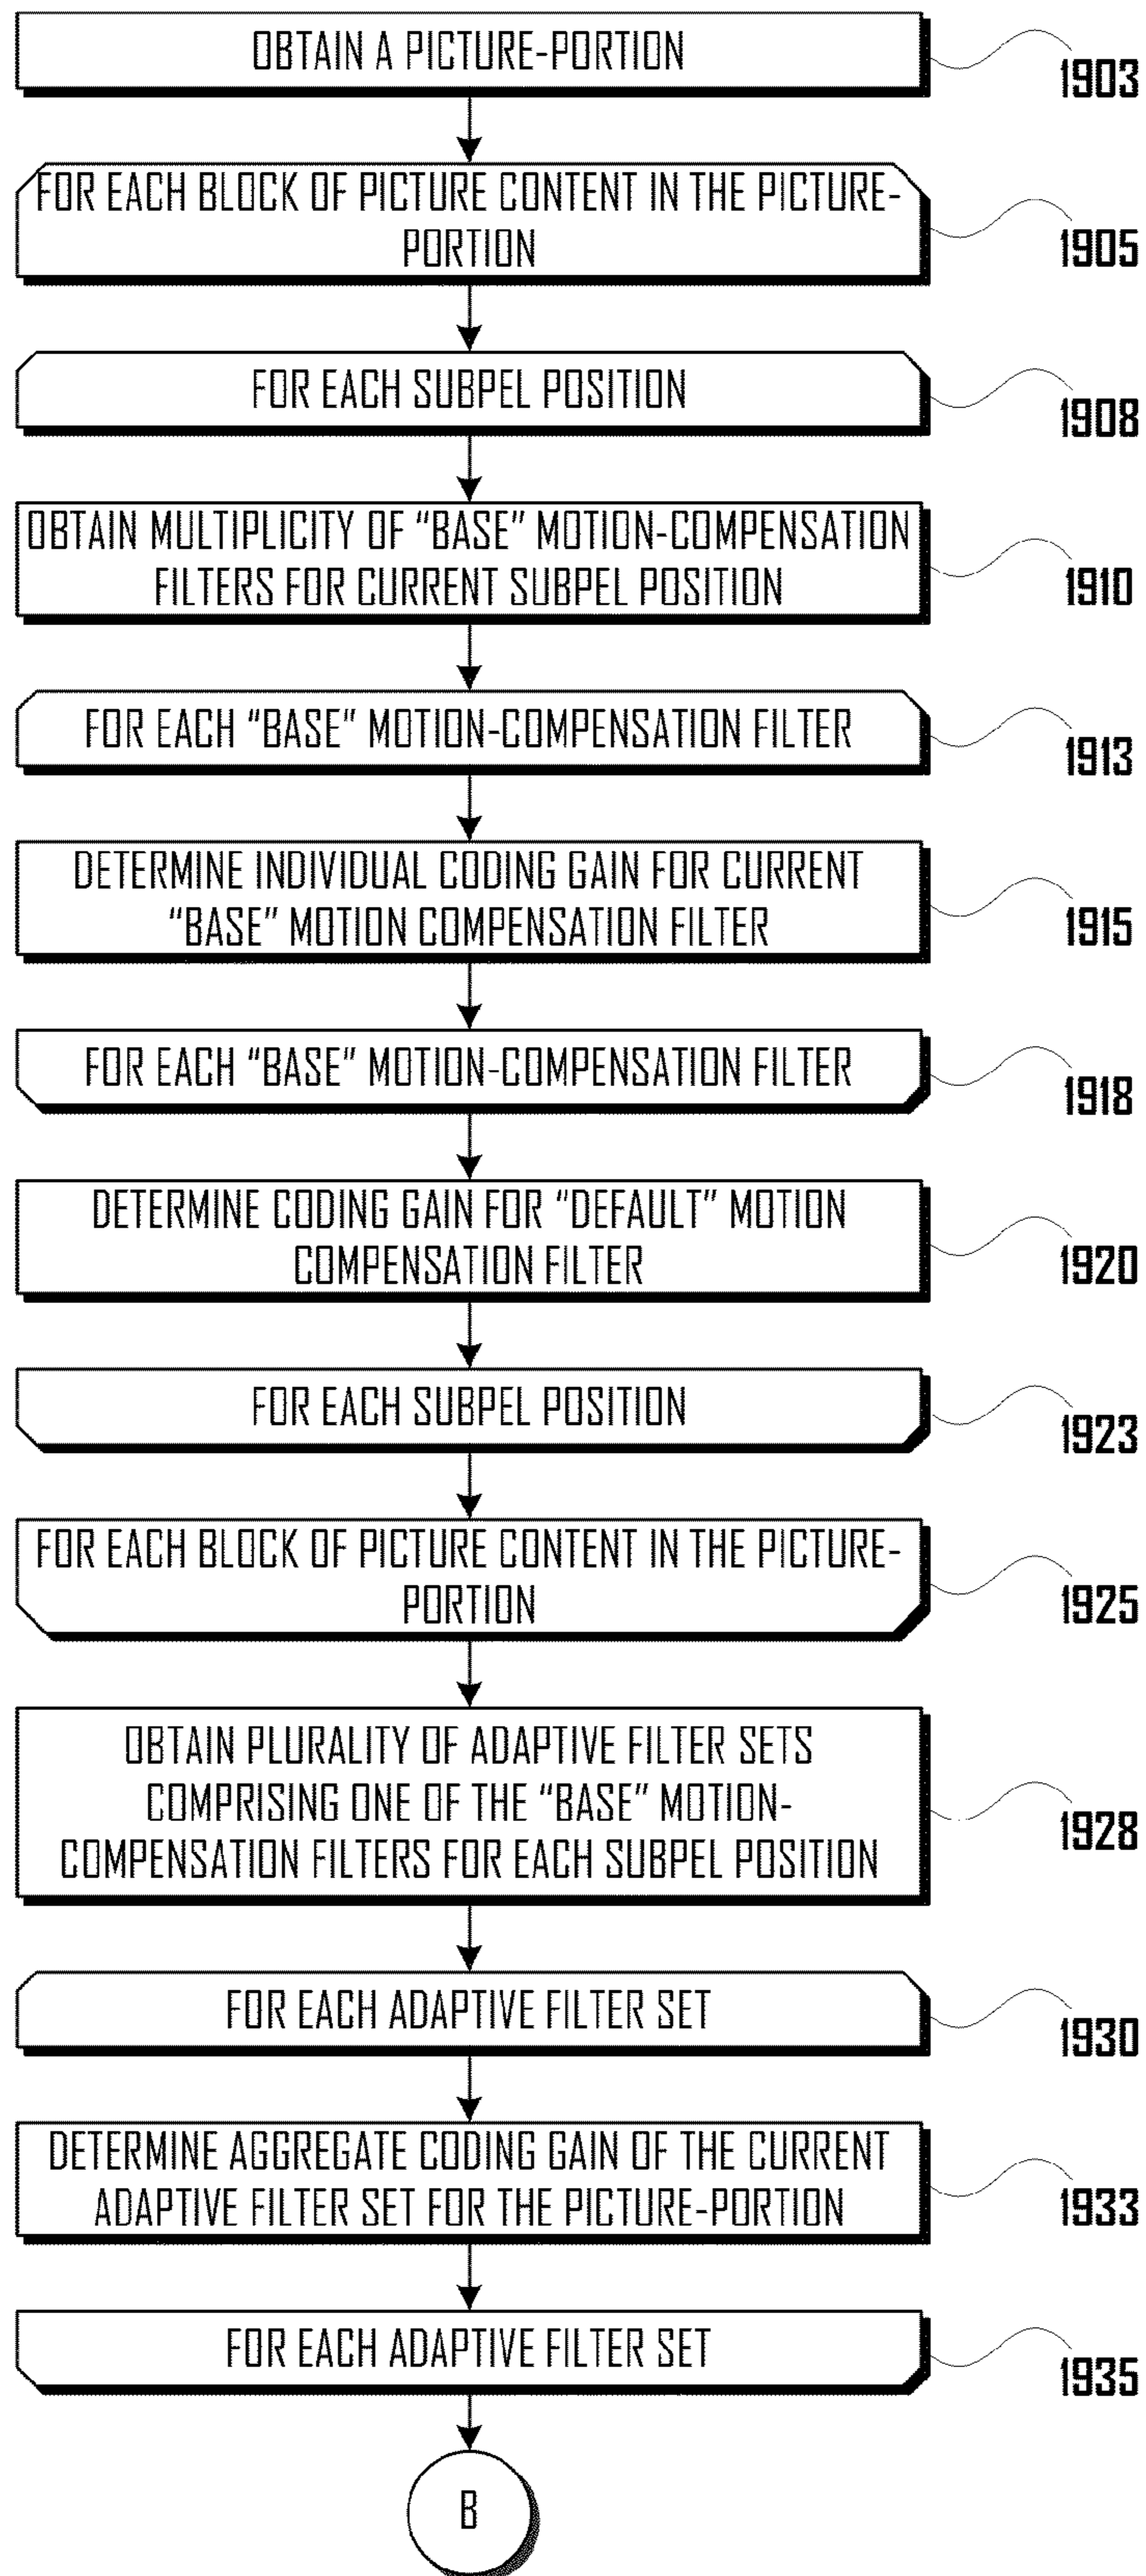 OBTAIN A PICTURE-PORTION
1903
FOR EACH BLOCK OF PICTURE CONTENT IN THE PICTURE-
PORTION
1905
FOR EACH SUBPEL POSITION
1908
OBTAIN MULTIPLICITY OF "BASE" MOTION-COMPENSATION
FILTERS FOR CURRENT SUBPEL POSITION
1910
FOR EACH "BASE" MOTION-COMPENSATION FILTER
1913
DETERMINE INDIVIDUAL CODING GAIN FOR CURRENT
"BASE" MOTION COMPENSATION FILTER
1915
FOR EACH "BASE" MOTION-COMPENSATION FILTER
1918
DETERMINE CODING GAIN FOR "DEFAULT" MOTION
COMPENSATION FILTER
1920
FOR EACH SUBPEL POSITION
1923
FOR EACH BLOCK OF PICTURE CONTENT IN THE PICTURE-
PORTION
1925
OBTAIN PLURALITY OF ADAPTIVE FILTER SETS
COMPRISING ONE OF THE "BASE" MOTION-
COMPENSATION FILTERS FOR EACH SUBPEL POSITION
1928
FOR EACH ADAPTIVE FILTER SET
1930
DETERMINE AGGREGATE CODING GAIN OF THE CURRENT
ADAPTIVE FILTER SET FOR THE PICTURE-PORTION
1933
FOR EACH ADAPTIVE FILTER SET
1935
B